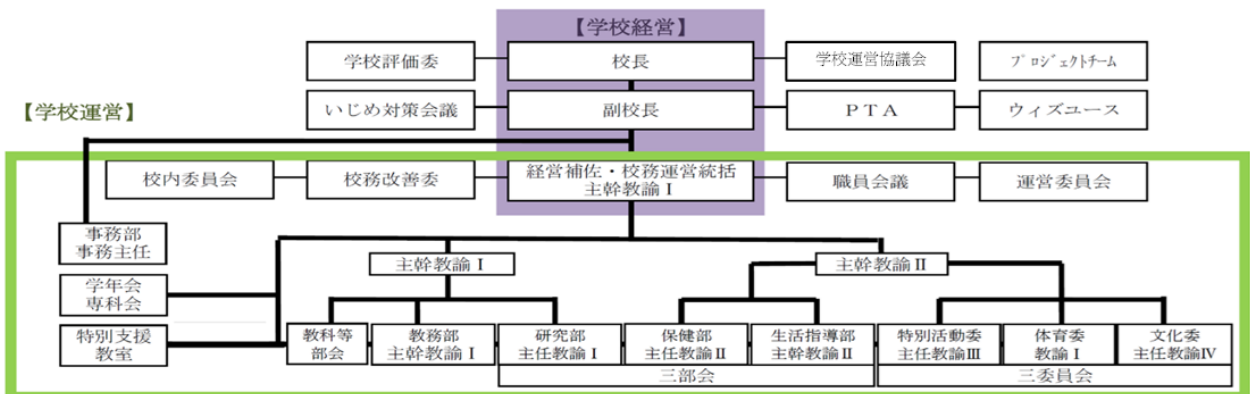 【学校経営】
学校評価委
校長
学校運営協議会
プロジェクトチーム
【学校運営】
いじめ対策会議
副校長
PTA
ウィズユース
校内委員会
校務改善委
経営補佐・校務運営統括
主幹教諭Ⅰ
職員会議
運営委員会
事務部
事務主任
主幹教諭Ⅰ
主幹教諭Ⅱ
学年会
専科会
特別支援
教室
教科等
部会
教務部
主幹教諭Ⅰ
研究部
主任教諭Ⅰ
保健部
主任教諭Ⅱ
生活指導部
主幹教諭Ⅱ
特別活動委
主任教諭Ⅲ
体育委
教諭Ⅰ
文化委
主任教諭Ⅳ
三部会
三委員会